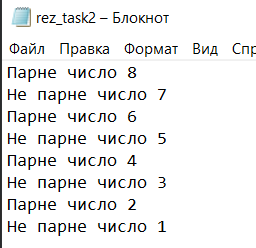 rez_task2 – Блокнот
Файл Правка Формат Вид
Парне число 8
Не парне число 7
Парне число 6
Не парне число 5
Парне число 4
Не парне число 3
Парне число 2
Не парне число 1